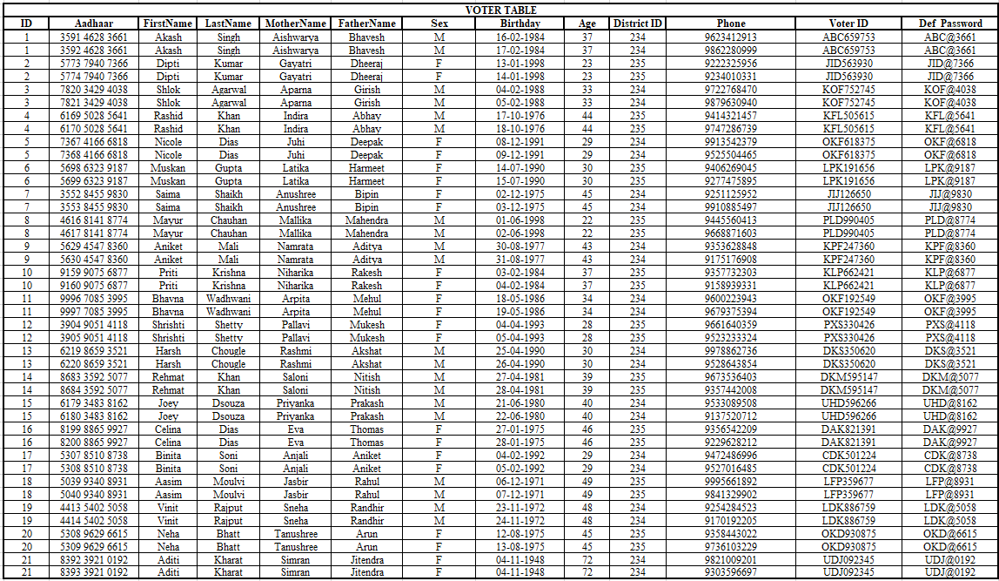 VOTER TABLE
ID Aadhaar FirstName LastName MotherName FatherName Sex Birthday Age District ID Phone Voter ID Def_Password
1 3591 4628 3661 Akash Singh Aishwarya Bhavesh M 16-02-1984 37 234 9623412913 ABC659753 ABC@3661
1 3592 4628 3661 Akash Singh Aishwarya Bhavesh M 17-02-1984 37 234 9862280999 ABC659753 ABC@3661
2 5773 7940 7366 Dipti Kumar Gayatri Dheeraj F 13-01-1998 23 235 9222325956 JID563930 JID@7366
2 5774 7940 7366 Dipti Kumar Gayatri Dheeraj F 14-01-1998 23 235 9234010331 JID563930 JID@7366
3 7820 3429 4038 Shlok Agarwal Aparna Girish M 04-02-1988 33 234 9722768470 KOF752745 KOF@4038
3 7821 3429 4038 Shlok Agarwal Aparna Girish M 05-02-1988 33 234 9879630940 KOF752745 KOF@4038
4 6169 5028 5641 Rashid Khan Indira Abhay M 17-10-1976 44 235 9414321457 KFL505615 KFL@5641
4 6170 5028 5641 Rashid Khan Indira Abhay M 18-10-1976 44 235 9747286739 KFL505615 KFL@5641
5 7367 4166 6818 Nicole Dias Juhi Deepak F 08-12-1991 29 234 9913542379 OKF618375 OKF@6818
5 7368 4166 6818 Nicole Dias Juhi Deepak F 09-12-1991 29 234 9525504465 OKF618375 OKF@6818
6 5698 6323 9187 Muskan Gupta Latika Harmeet F 14-07-1990 30 235 9406269045 LPK191656 LPK@9187
6 5699 6323 9187 Muskan Gupta Latika Harmeet F 15-07-1990 30 235 9277475895 LPK191656 LPK@9187
7 3552 8455 9830 Saima Shaikh Anushree Bipin F 02-12-1975 45 234 9251125952 JIJ126650 JIJ@9830
7 3553 8455 9830 Saima Shaikh Anushree Bipin F 03-12-1975 45 234 9910885497 JIJ126650 JIJ@9830
8 4616 8141 8774 Mayur Chauhan Mallika Mahendra M 01-06-1998 22 235 9445560413 PLD990405 PLD@8774
8 4617 8141 8774 Mayur Chauhan Mallika Mahendra M 02-06-1998 22 235 9668871603 PLD990405 PLD@8774
9 5629 4547 8360 Aniket Mali Namrata Aditya M 30-08-1977 43 234 9353628848 KPF247360 KPF@8360
9 5630 4547 8360 Aniket Mali Namrata Aditya M 31-08-1977 43 234 9175176908 KPF247360 KPF@8360
10 9159 9075 6877 Priti Krishna Niharika Rakesh F 03-02-1984 37 235 9357732303 KLP662421 KLP@6877
10 9160 9075 6877 Priti Krishna Niharika Rakesh F 04-02-1984 37 235 9158939331 KLP662421 KLP@6877
11 9996 7085 3995 Bhavna Wadhwani Arpita Mehul F 18-05-1986 34 234 9600223943 OKF192549 OKF@3995
11 9997 7085 3995 Bhavna Wadhwani Arpita Mehul F 19-05-1986 34 234 9679375394 OKF192549 OKF@3995
12 3904 9051 4118 Shrishti Shetty Pallavi Mukesh F 04-04-1993 28 235 9661640359 PXS330426 PXS@4118
12 3905 9051 4118 Shrishti Shetty Pallavi Mukesh F 05-04-1993 28 235 9523233324 PXS330426 PXS@4118
13 6219 8659 3521 Harsh Chougle Rashmi Akshat M 25-04-1990 30 234 9978862736 DKS350620 DKS@3521
13 6220 8659 3521 Harsh Chougle Rashmi Akshat M 26-04-1990 30 234 9528643854 DKS350620 DKS@3521
14 8683 3592 5077 Rehmat Khan Saloni Nitish M 27-04-1981 39 235 9673536403 DKM595147 DKM@5077
14 8684 3592 5077 Rehmat Khan Saloni Nitish M 28-04-1981 39 235 9357442008 DKM595147 DKM@5077
15 6179 3483 8162 Joey Dsouza Priyanka Prakash M 21-06-1980 40 234 9533089508 UHD596266 UHD@8162
15 6180 3483 8162 Joey Dsouza Priyanka Prakash M 22-06-1980 40 234 9137520712 UHD596266 UHD@8162
16 8199 8865 9927 Celina Dias Eva Thomas F 27-01-1975 46 235 9356542209 DAK821391 DAK@9927
16 8200 8865 9927 Celina Dias Eva Thomas F 28-01-1975 46 235 9229628212 DAK821391 DAK@9927
17 5307 8510 8738 Binita Soni Anjali Aniket F 04-02-1992 29 234 9472486996 CDK501224 CDK@8738
17 5308 8510 8738 Binita Soni Anjali Aniket F 05-02-1992 29 234 9527016485 CDK501224 CDK@8738
18 5039 9340 8931 Aasim Moulvi Jasbir Rahul M 06-12-1971 49 235 9995661892 LFP359677 LFP@8931
18 5040 9340 8931 Aasim Moulvi Jasbir Rahul M 07-12-1971 49 235 9841329902 LFP359677 LFP@8931
19 4413 5402 5058 Vinit Rajput Sneha Randhir M 23-11-1972 48 234 9254284523 LDK886759 LDK@5058
19 4414 5402 5058 Vinit Rajput Sneha Randhir M 24-11-1972 48 234 9170192205 LDK886759 LDK@5058
20 5308 9629 6615 Neha Bhatt Tanushree Arun F 12-08-1975 45 235 9358443022 OKD930875 OKD@6615
20 5309 9629 6615 Neha Bhatt Tanushree Arun F 13-08-1975 45 235 9736103229 OKD930875 OKD@6615
21 8392 3921 0192 Aditi Kharat Simran Jitendra F 04-11-1948 72 234 9821009201 UDJ092345 UDJ@0192
21 8393 3921 0192 Aditi Kharat Simran Jitendra F 04-11-1948 72 234 9303596697 UDJ092345 UDJ@0192